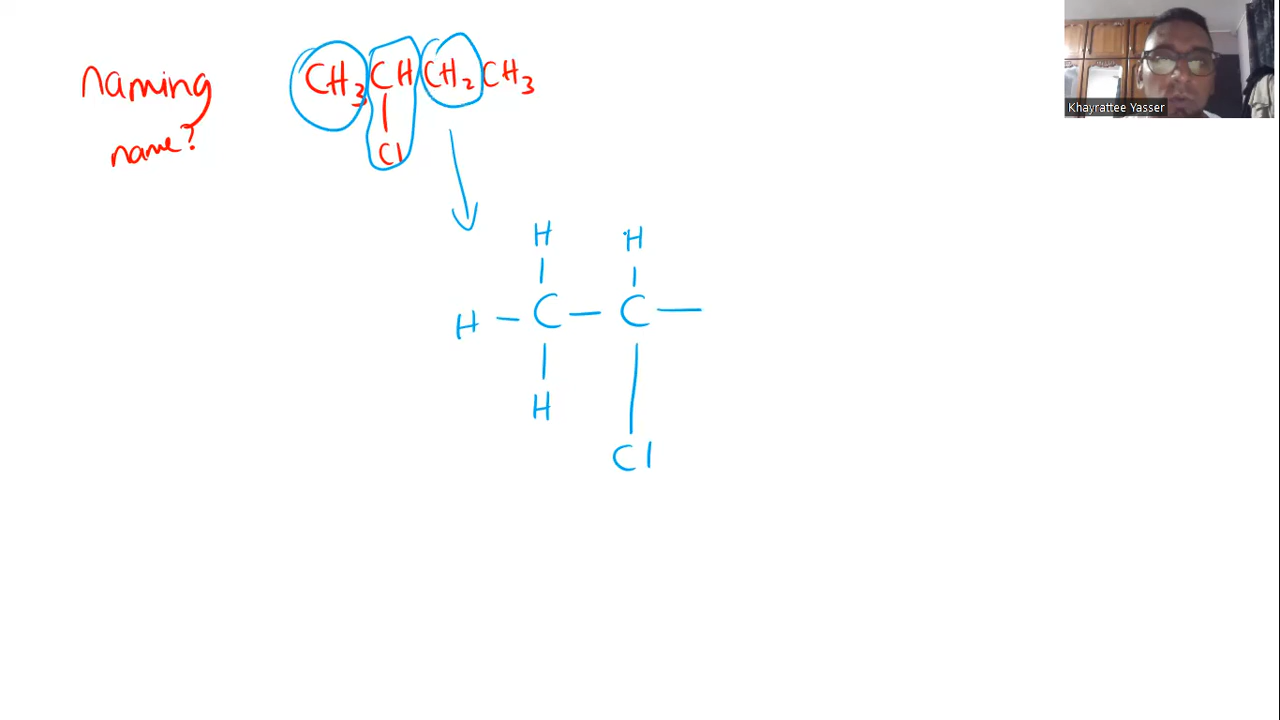 naming
name?
CH₃CHCH₂CH₃
|
Cl
H H
| |
H – C – C –
| |
H
Cl
Khayrattee Yasser